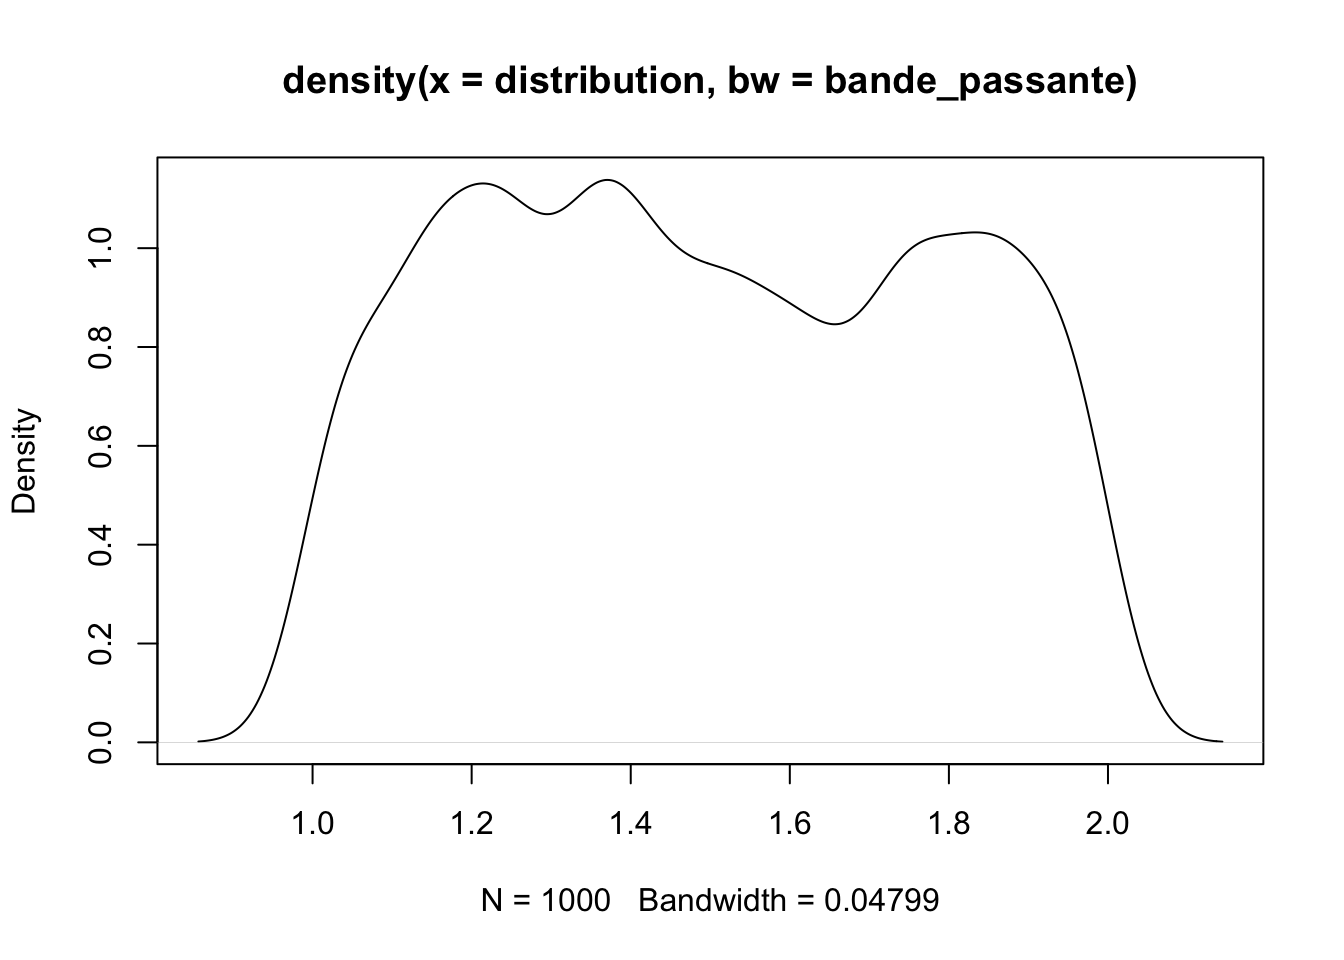 density(x = distribution, bw = bande_passante)
Density
1.0
0.8
0.6
0.4
0.2
0.0
1.0 1.2 1.4 1.6 1.8 2.0
N = 1000 Bandwidth = 0.04799